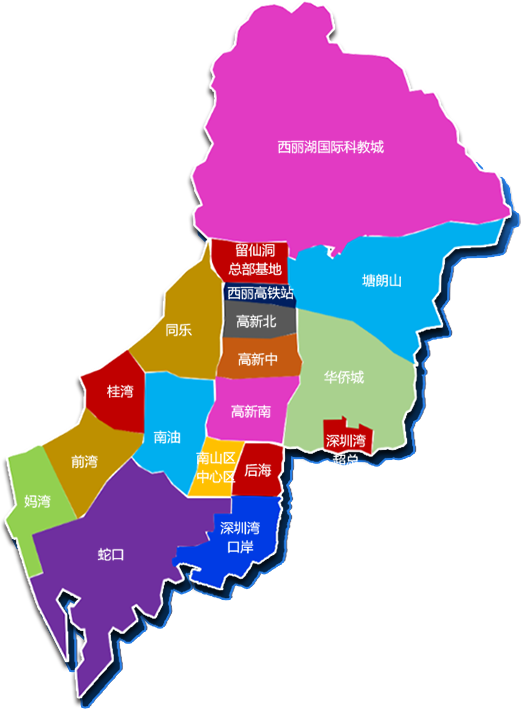 西丽湖国际科教城
留仙洞
总部基地
塘朗山
西丽高铁站
高新北
同乐
高新中
华侨城
桂湾
高新南
南油
深圳湾
超总
前湾
南山区
中心区
后海
妈湾
深圳湾
口岸
蛇口